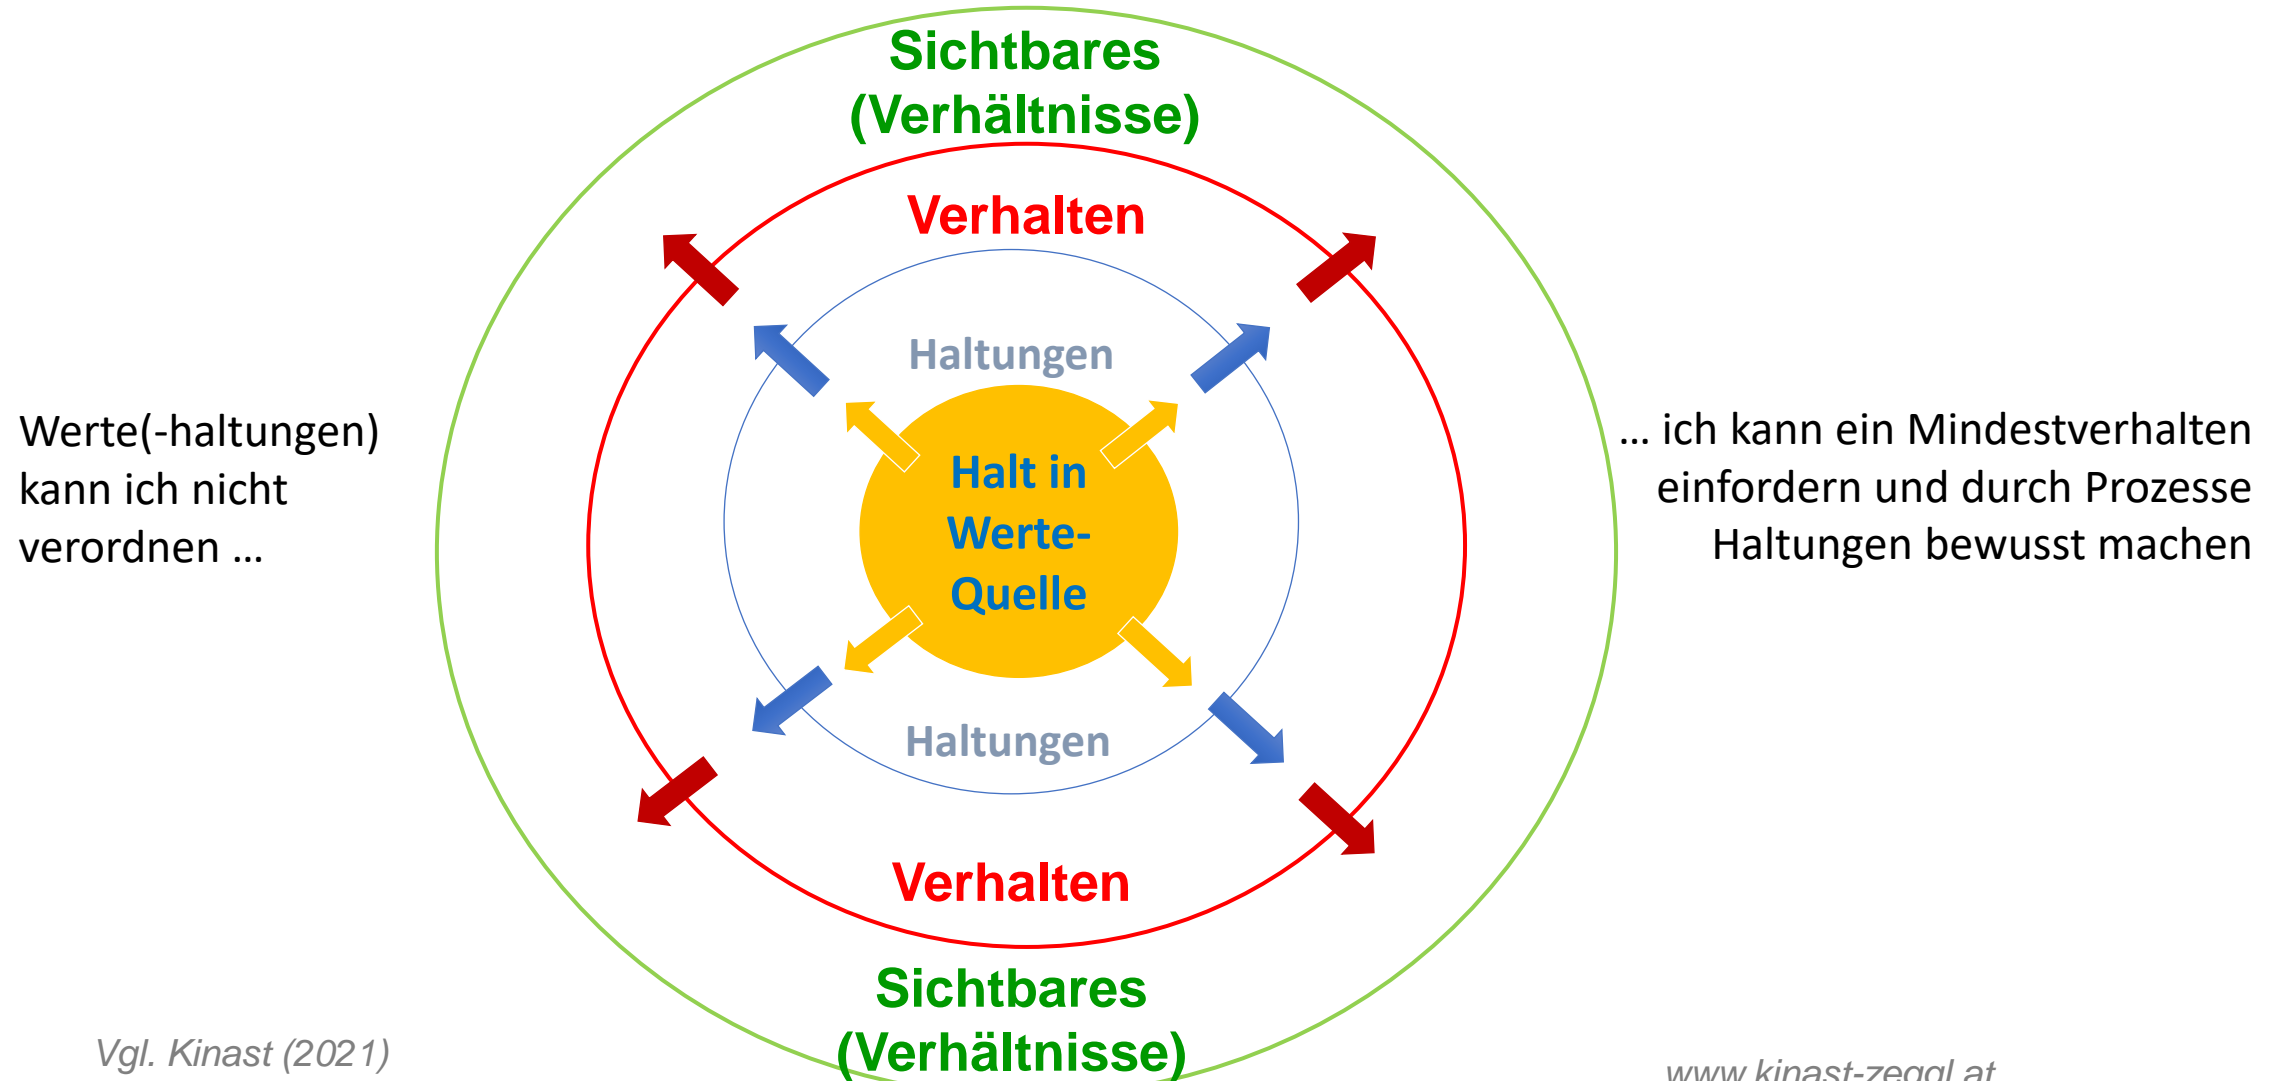 Sichtbares
(Verhältnisse)
Verhalten
Haltungen
Werte(-haltungen)
kann ich nicht
verordnen ...
Halt in
Werte-
Quelle
... ich kann ein Mindestverhalten
einfordern und durch Prozesse
Haltungen bewusst machen
Haltungen
Verhalten
Sichtbares
(Verhältnisse)
Vgl. Kinast (2021)
www.kinast-zeggl.at